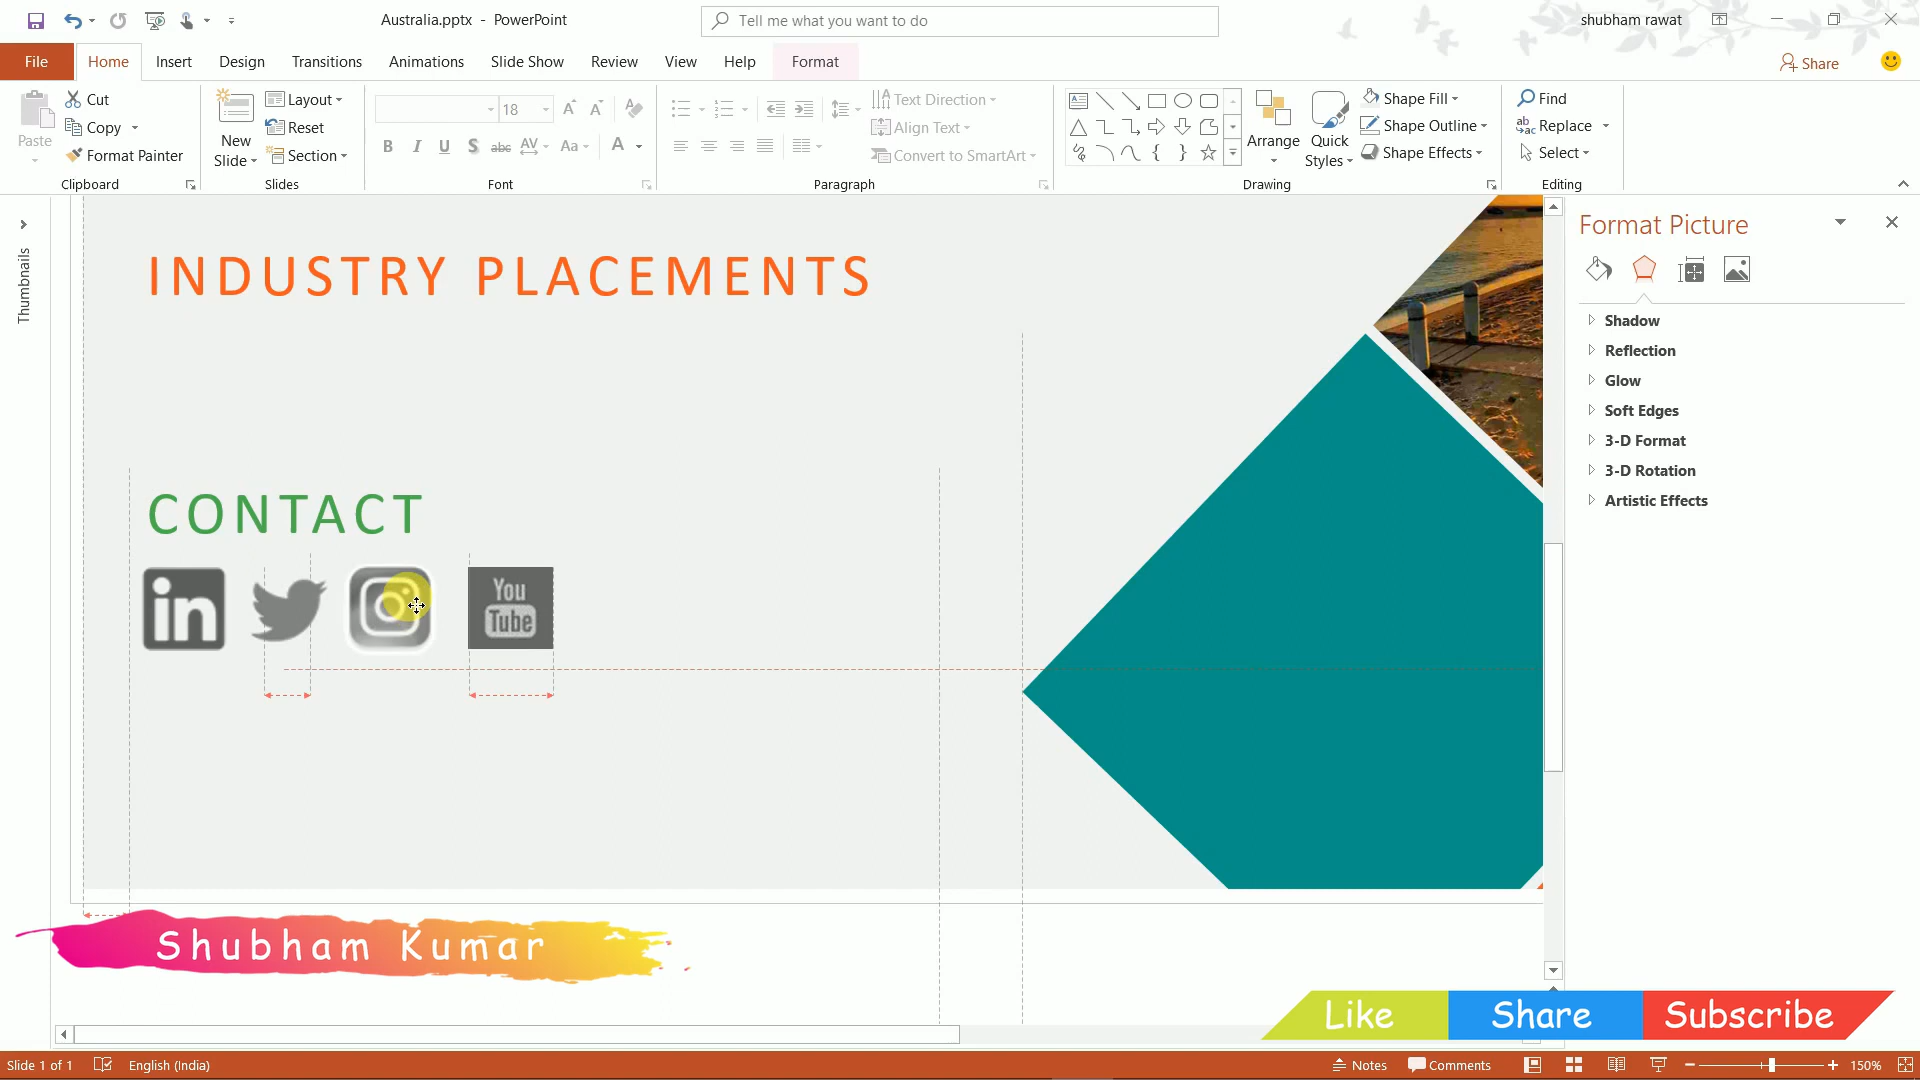 Australia.pptx - PowerPoint
Tell me what you want to do
shubham rawat
File
Home
Insert
Design
Transitions
Animations
Slide Show
Review
View
Help
Format
Share
Paste
Cut
Copy
Format Painter
Clipboard
New
Slide
Layout
Reset
Section
Slides
18
B I U S abc AV Aa A
Font
Text Direction
Align Text
Convert to SmartArt
Paragraph
Arrange
Quick
Styles
Shape Fill
Shape Outline
Shape Effects
Drawing
Find
Replace
Select
Editing
Thumbnails
INDUSTRY PLACEMENTS
CONTACT
in
You
Tube
Format Picture
Shadow
Reflection
Glow
Soft Edges
3-D Format
3-D Rotation
Artistic Effects
Shubham Kumar
Like
Share
Subscribe
Slide 1 of 1
English (India)
Notes
Comments
150%